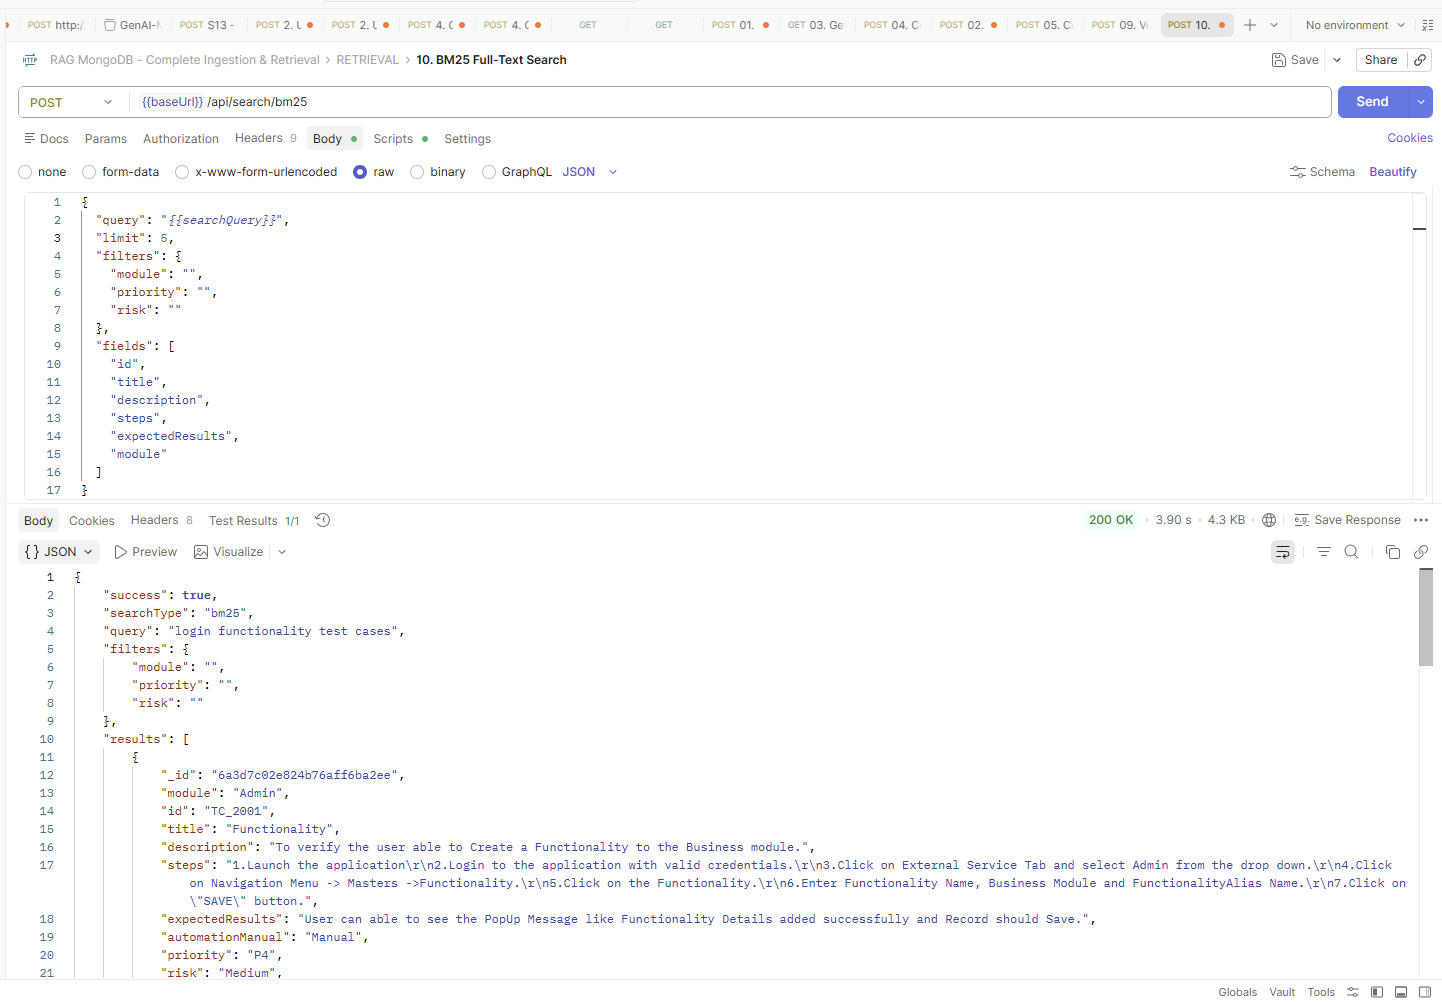 POST http:/
GenAI-M
POST S13 -
POST 2. U
POST 2. U
POST 4. C
POST 4. C
GET
GET
POST 01.
GET 03. Ge
POST 04. C
POST 02.
POST 05. C
POST 09. V
POST 10.
No environment
HTTP RAG MongoDB - Complete Ingestion & Retrieval > RETRIEVAL > 10. BM25 Full-Text Search
Save
Share
POST
{{baseUrl}} /api/search/bm25
Send
Docs Params Authorization Headers 9 Body Scripts Settings
Cookies
none form-data x-www-form-urlencoded raw binary GraphQL JSON
Schema Beautify
1 {
2 "query": "{{searchQuery}}",
3 "limit": 5,
4 "filters": {
5 "module": "",
6 "priority": "",
7 "risk": ""
8 },
9 "fields": [
10 "id",
11 "title",
12 "description",
13 "steps",
14 "expectedResults",
15 "module"
16 ]
17 }
Body Cookies Headers 8 Test Results 1/1
200 OK • 3.90 s • 4.3 KB • e.g. Save Response
{} JSON Preview Visualize
1 {
2 "success": true,
3 "searchType": "bm25",
4 "query": "login functionality test cases",
5 "filters": {
6 "module": "",
7 "priority": "",
8 "risk": ""
9 },
10 "results": [
11 {
12 "_id": "6a3d7c02e824b76aff6ba2ee",
13 "module": "Admin",
14 "id": "TC_2001",
15 "title": "Functionality",
16 "description": "To verify the user able to Create a Functionality to the Business module.",
17 "steps": "1.Launch the application\r\n2.Login to the application with valid credentials.\r\n3.Click on External Service Tab and select Admin from the drop down.\r\n4.Click
on Navigation Menu -> Masters ->Functionality.\r\n5.Click on the Functionality.\r\n6.Enter Functionality Name, Business Module and FunctionalityAlias Name.\r\n7.Click on
\"SAVE\" button.",
18 "expectedResults": "User can able to see the PopUp Message like Functionality Details added successfully and Record should Save.",
19 "automationManual": "Manual",
20 "priority": "P4",
21 "risk": "Medium",
Globals Vault Tools